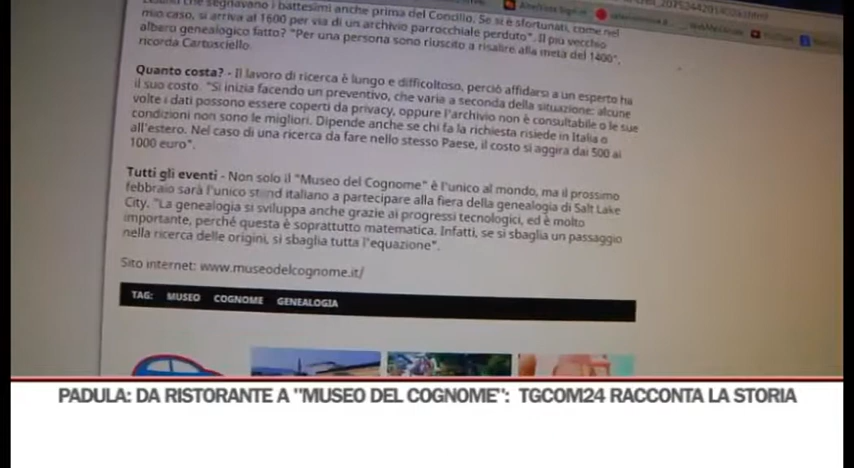 che segnavano i battesimi anche prima del Concilio. Se si è sfortunati, come nel
mio caso, si arriva al 1600 per via di un archivio parrocchiale perduto". Il più vecchio
albero genealogico fatto? "Per una persona sono riuscito a risalire alla metà del 1400",
ricorda Cartusciello.
Quanto costa? - Il lavoro di ricerca è lungo e difficoltoso, perciò affidarsi a un esperto ha
il suo costo. "Si inizia facendo un preventivo, che varia a seconda della situazione: alcune
volte i dati possono essere coperti da privacy, oppure l'archivio non è consultabile o le sue
condizioni non sono le migliori. Dipende anche se chi fa la richiesta risiede in Italia o
all'estero. Nel caso di una ricerca da fare nello stesso Paese, il costo si aggira dai 500 ai
1000 euro".
Tutti gli eventi - Non solo il "Museo del Cognome" è l'unico al mondo, ma il prossimo
febbraio sarà l'unico stand italiano a partecipare alla fiera della genealogia di Salt Lake
City. "La genealogia si sviluppa anche grazie ai progressi tecnologici, ed è molto
importante, perché questa è soprattutto matematica. Infatti, se si sbaglia un passaggio
nella ricerca delle origini, si sbaglia tutta l'equazione".
Sito internet: www.museodelcognome.it/
TAG: MUSEO COGNOME GENEALOGIA
PADULA: DA RISTORANTE A "MUSEO DEL COGNOME": TGCOM24 RACCONTA LA STORIA